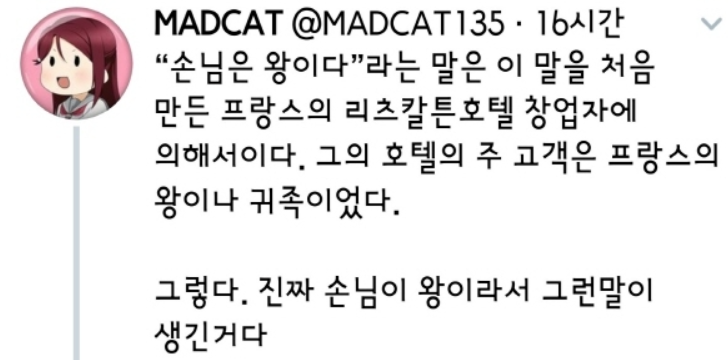 MADCAT @MADCAT135 · 16시간
“손님은 왕이다”라는 말은 이 말을 처음
만든 프랑스의 리츠칼튼호텔 창업자에
의해서이다. 그의 호텔의 주 고객은 프랑스의
왕이나 귀족이었다.
그렇다. 진짜 손님이 왕이라서 그런말이
생긴거다